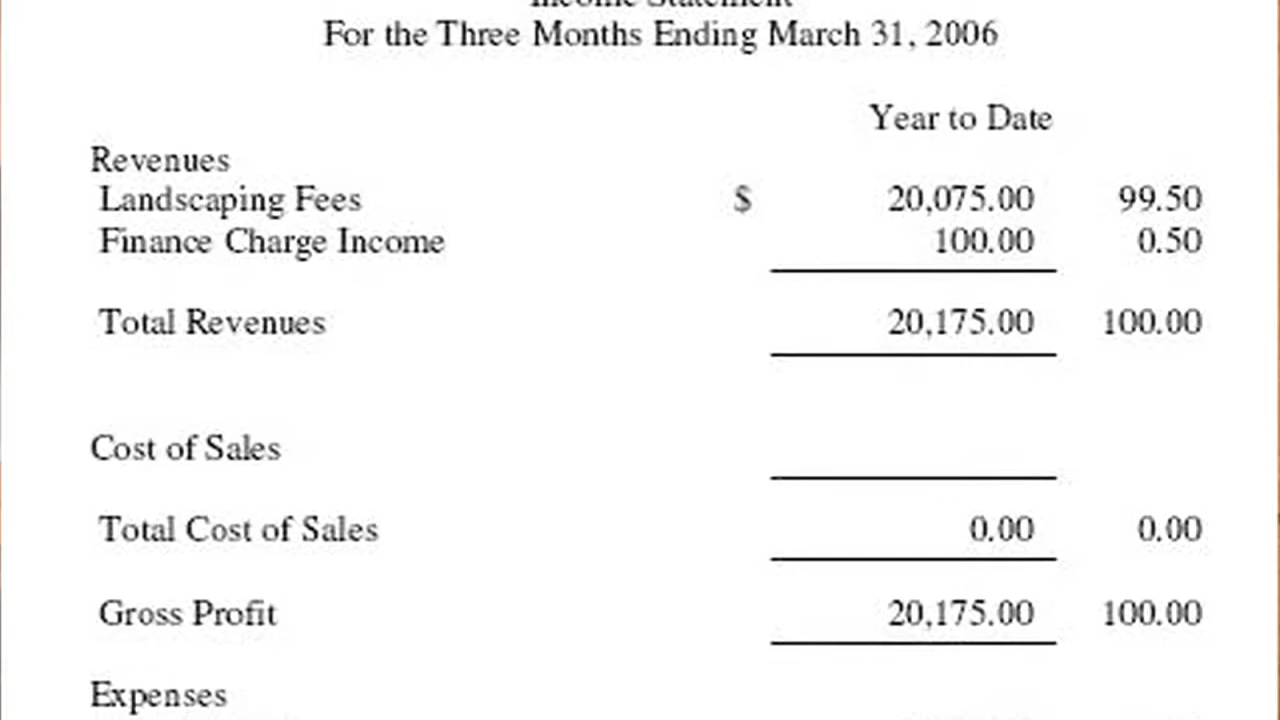 Income Statement
For the Three Months Ending March 31, 2006
Year to Date
Revenues
Landscaping Fees $ 20,075.00 99.50
Finance Charge Income 100.00 0.50
Total Revenues 20,175.00 100.00
Cost of Sales
Total Cost of Sales 0.00 0.00
Gross Profit 20,175.00 100.00
Expenses